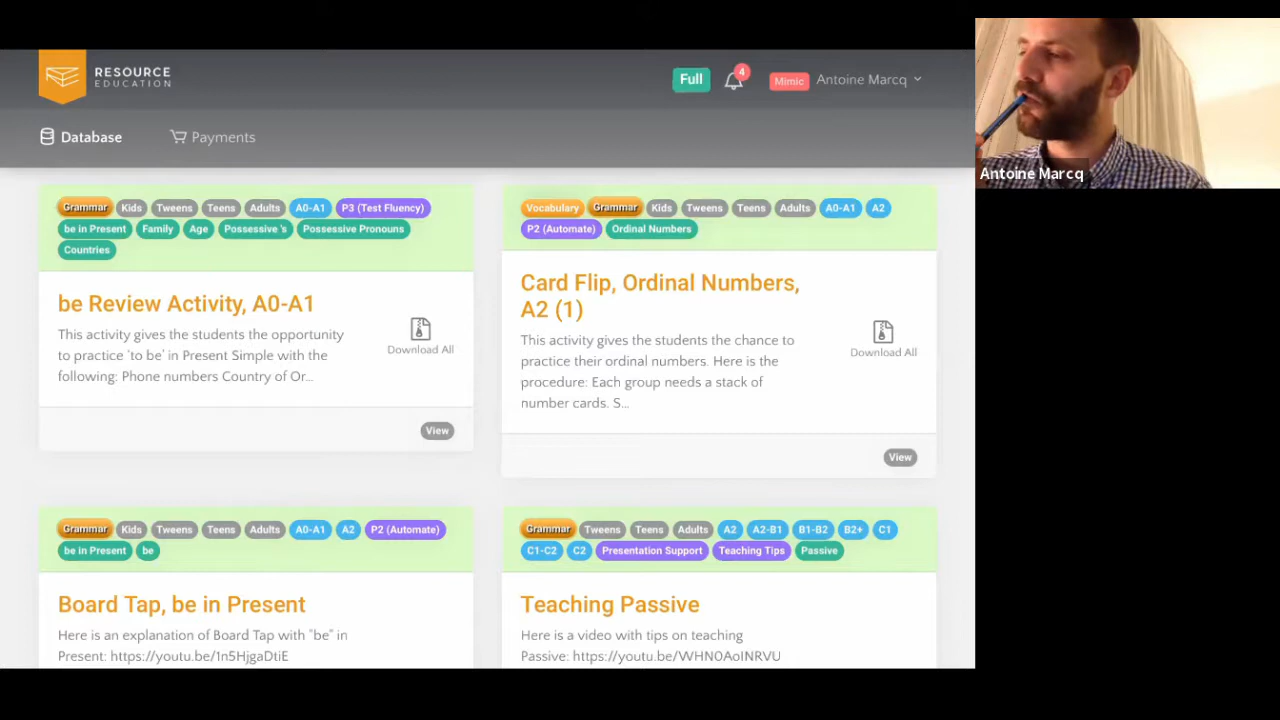 RESOURCE
EDUCATION
Full
4
Mimic
Antoine Marcq
Database
Payments
Grammar Kids Tweens Teens Adults A0-A1 P3 (Test Fluency)
be in Present Family Age Possessive 's Possessive Pronouns
Countries
be Review Activity, A0-A1
This activity gives the students the opportunity
to practice 'to be' in Present Simple with the
following: Phone numbers Country of Or...
Download All
View
Vocabulary Grammar Kids Tweens Teens Adults A0-A1 A2
P2 (Automate) Ordinal Numbers
Card Flip, Ordinal Numbers,
A2 (1)
This activity gives the students the chance to
practice their ordinal numbers. Here is the
procedure: Each group needs a stack of
number cards. S...
Download All
View
Grammar Kids Tweens Teens Adults A0-A1 A2 P2 (Automate)
be in Present be
Board Tap, be in Present
Here is an explanation of Board Tap with "be" in
Present: https://youtu.be/1n5HjgaDtiE
Grammar Tweens Teens Adults A2 A2-B1 B1-B2 B2+ C1
C1-C2 C2 Presentation Support Teaching Tips Passive
Teaching Passive
Here is a video with tips on teaching
Passive: https://youtu.be/WHN0AoINRVU
Antoine Marcq